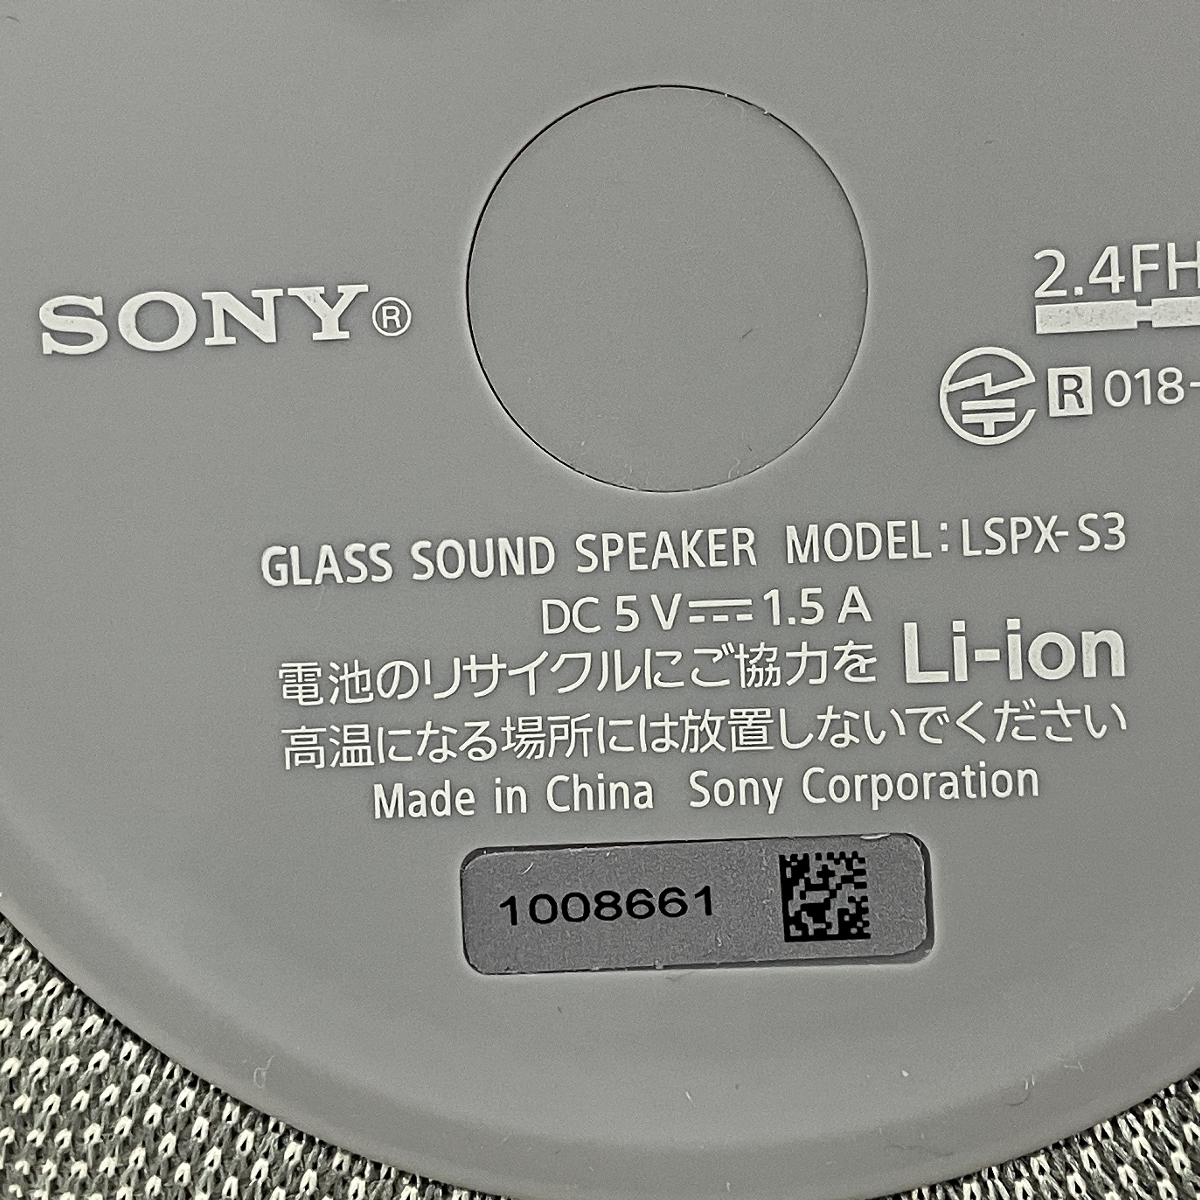 SONY®
2.4FH
R 018-
GLASS SOUND SPEAKER MODEL: LSPX-S3
DC 5 V⎓1.5 A
電池のリサイクルにご協力を Li-ion
高温になる場所には放置しないでください
Made in China Sony Corporation
1008661